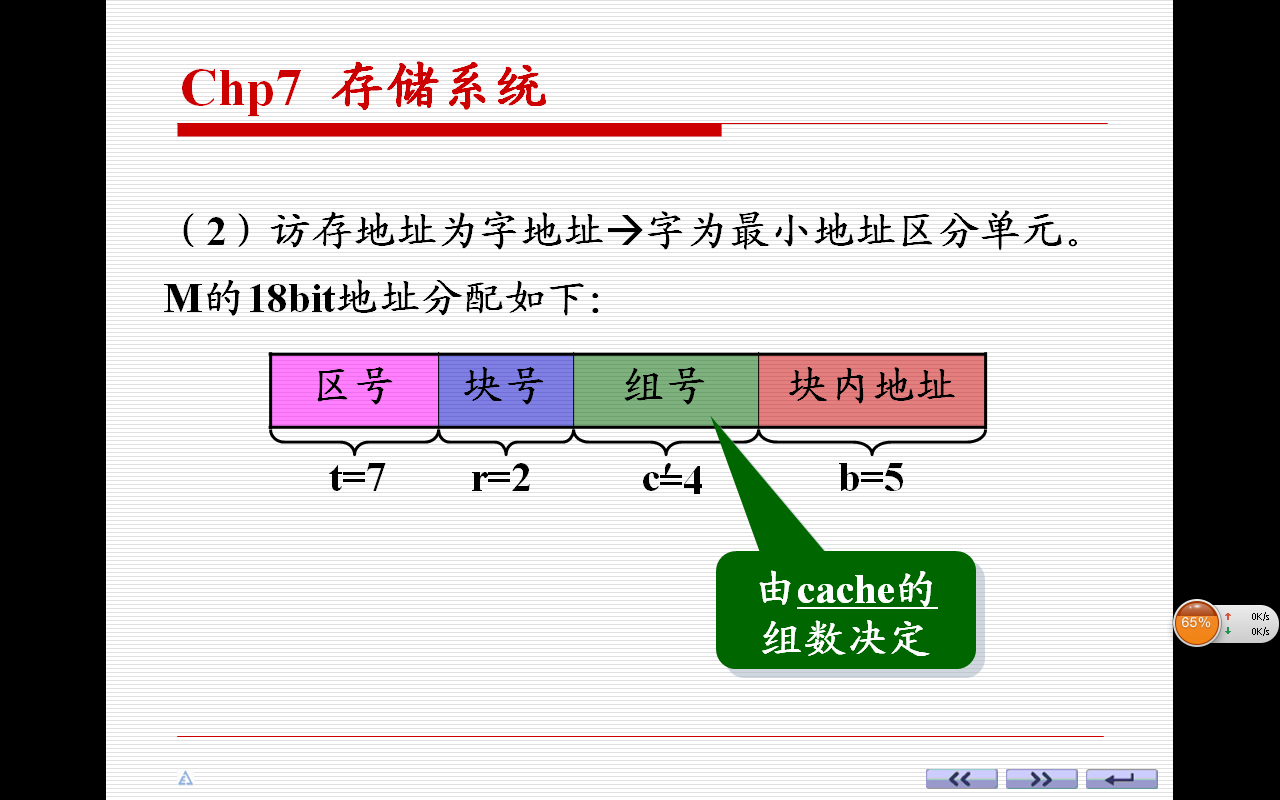 Chp7 存储系统
（2）访存地址为字地址→字为最小地址区分单元。
M的18bit地址分配如下：
区号 块号 组号 块内地址
t=7 r=2 c′=4 b=5
由cache的
组数决定
65%
0K/s
0K/s